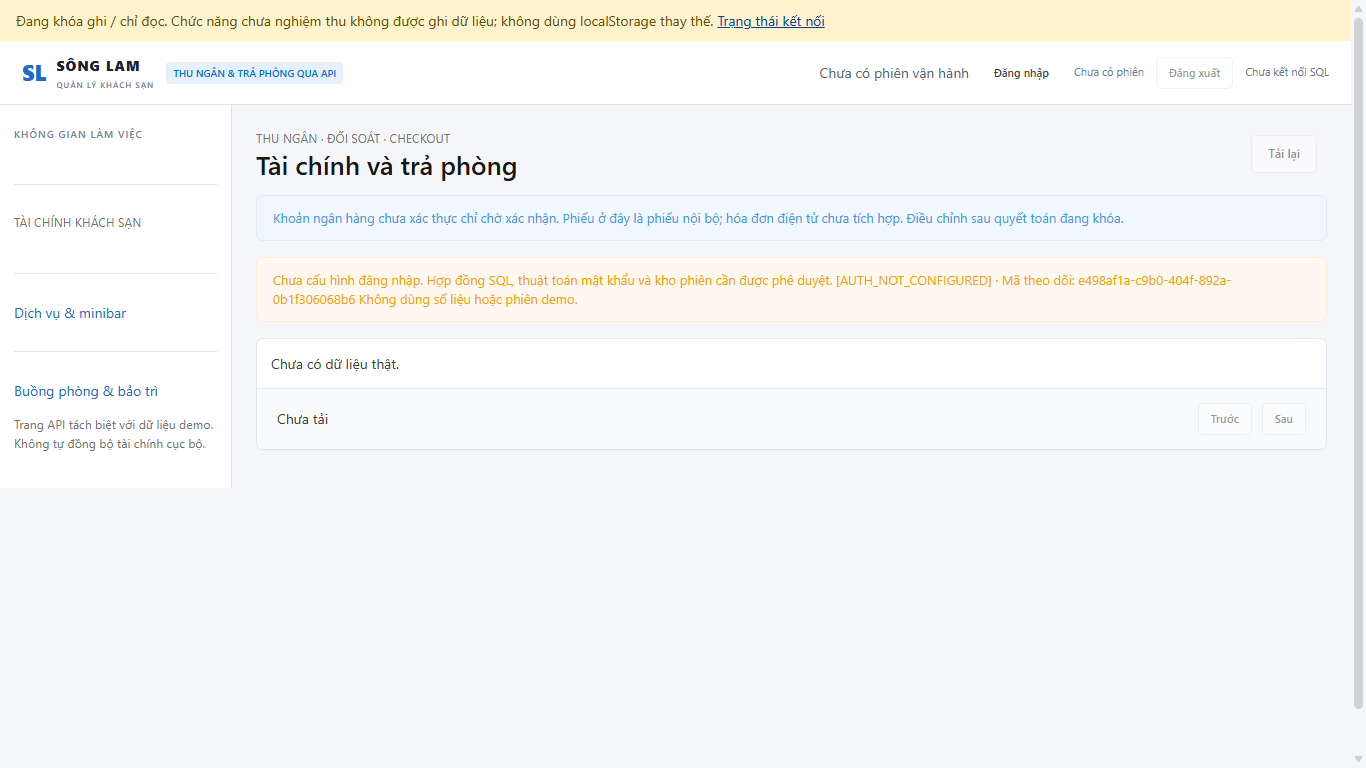 Đang khóa ghi / chỉ đọc. Chức năng chưa nghiệm thu không được ghi dữ liệu; không dùng localStorage thay thế. Trạng thái kết nối
SL
SÔNG LAM
QUẢN LÝ KHÁCH SẠN
THU NGÂN & TRẢ PHÒNG QUA API
Chưa có phiên vận hành
Đăng nhập
Chưa có phiên
Đăng xuất
Chưa kết nối SQL
KHÔNG GIAN LÀM VIỆC
TÀI CHÍNH KHÁCH SẠN
Dịch vụ & minibar
Buồng phòng & bảo trì
Trang API tách biệt với dữ liệu demo.
Không tự đồng bộ tài chính cục bộ.
THU NGÂN · ĐỐI SOÁT · CHECKOUT
Tài chính và trả phòng
Tải lại
Khoản ngân hàng chưa xác thực chỉ chờ xác nhận. Phiếu ở đây là phiếu nội bộ; hóa đơn điện tử chưa tích hợp. Điều chỉnh sau quyết toán đang khóa.
Chưa cấu hình đăng nhập. Hợp đồng SQL, thuật toán mật khẩu và kho phiên cần được phê duyệt. [AUTH_NOT_CONFIGURED] · Mã theo dõi: e498af1a-c9b0-404f-892a-
0b1f306068b6 Không dùng số liệu hoặc phiên demo.
Chưa có dữ liệu thật.
Chưa tải
Trước
Sau